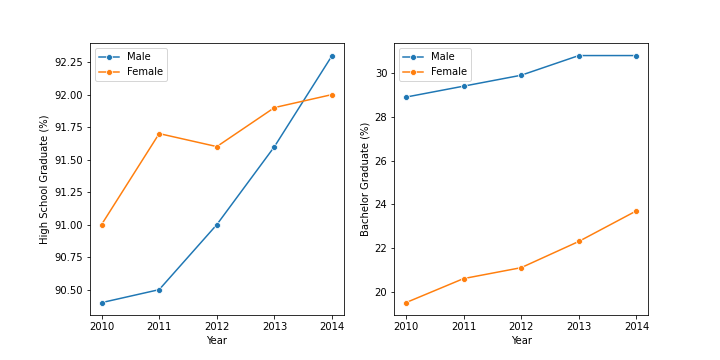 Male
Female
92.25
92.00
91.75
91.50
91.25
91.00
90.75
90.50
High School Graduate (%)
2010 2011 2012 2013 2014
Year
Male
Female
30
28
26
24
22
20
Bachelor Graduate (%)
2010 2011 2012 2013 2014
Year